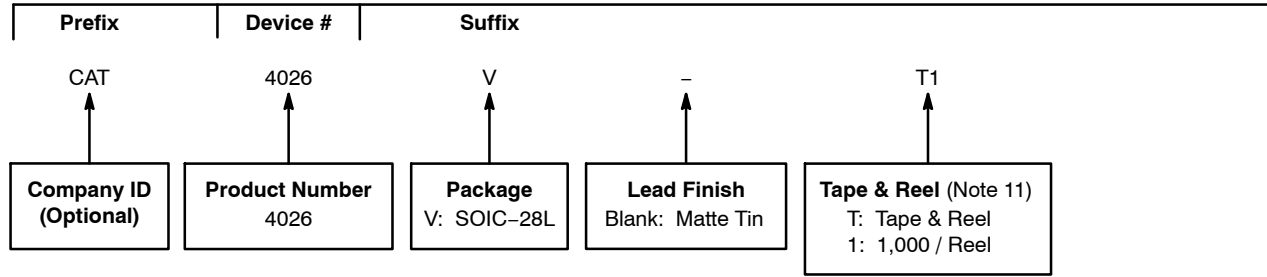 Prefix Device # Suffix
CAT 4026 V – T1
Company ID
(Optional)
Product Number
4026
Package
V: SOIC−28L
Lead Finish
Blank: Matte Tin
Tape & Reel (Note 11)
T: Tape & Reel
1: 1,000 / Reel